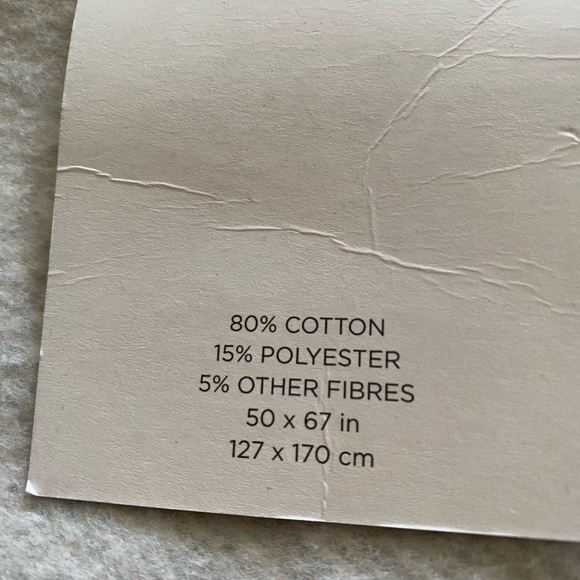 80% COTTON
15% POLYESTER
5% OTHER FIBRES
50 x 67 in
127 x 170 cm